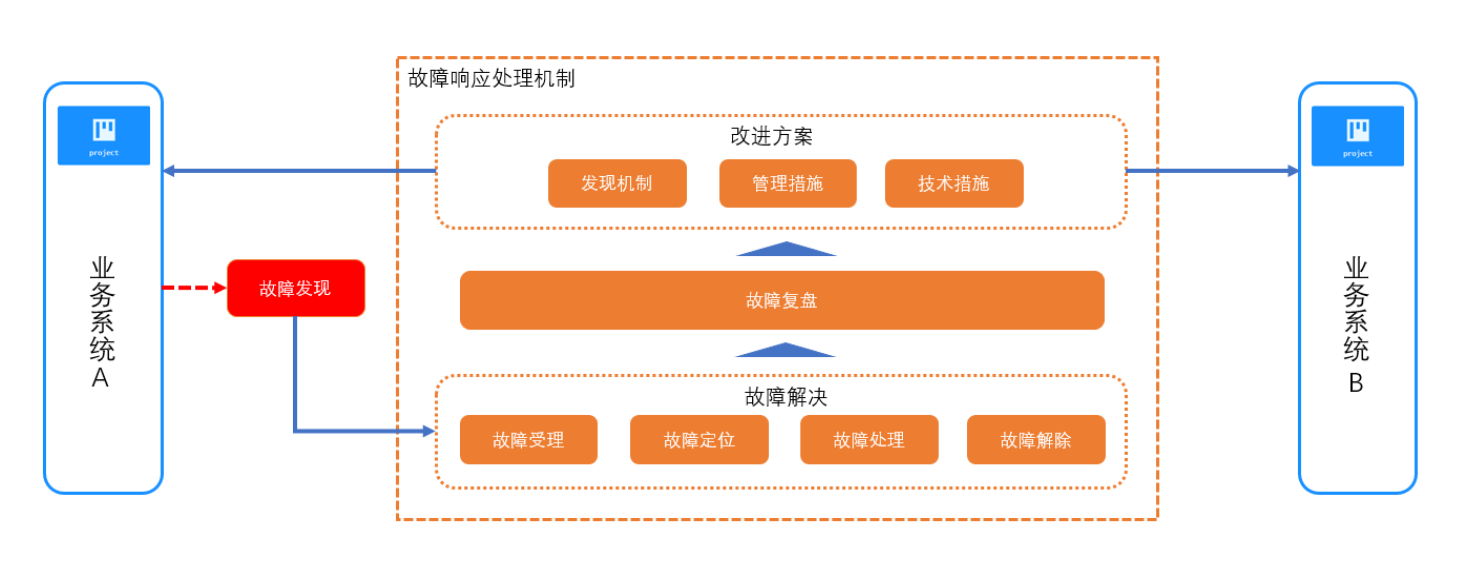 故障响应处理机制
project
改进方案
project
发现机制
管理措施
技术措施
业务系统A
故障发现
故障复盘
业务系统B
故障解决
故障受理
故障定位
故障处理
故障解除